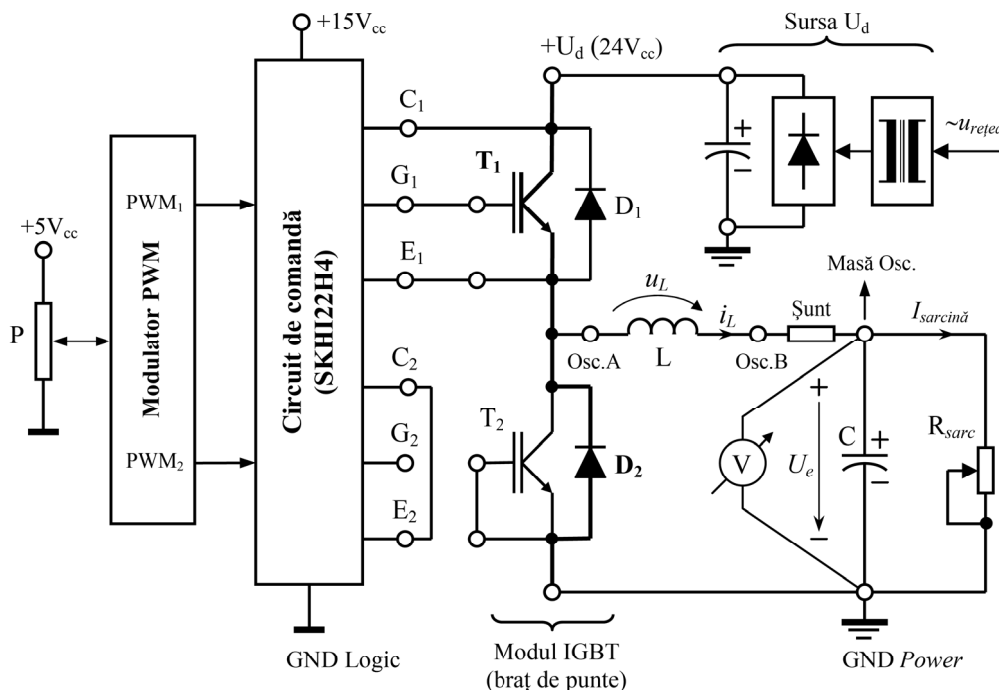 +15Vcc
Sursa Ud
+Ud (24Vcc)
C1
T1
G1
D1
E1
+
−
~urețea
PWM1
+5Vcc
P
Modulator PWM
Circuit de comandă
(SKHI22H4)
PWM2
C2
G2
E2
T2
D2
Masă Osc.
uL
iL
Șunt
Isarcină
Osc.A
L
Osc.B
+
V
Ue
−
C
+
−
Rsarc
GND Logic
Modul IGBT
(braț de punte)
GND Power